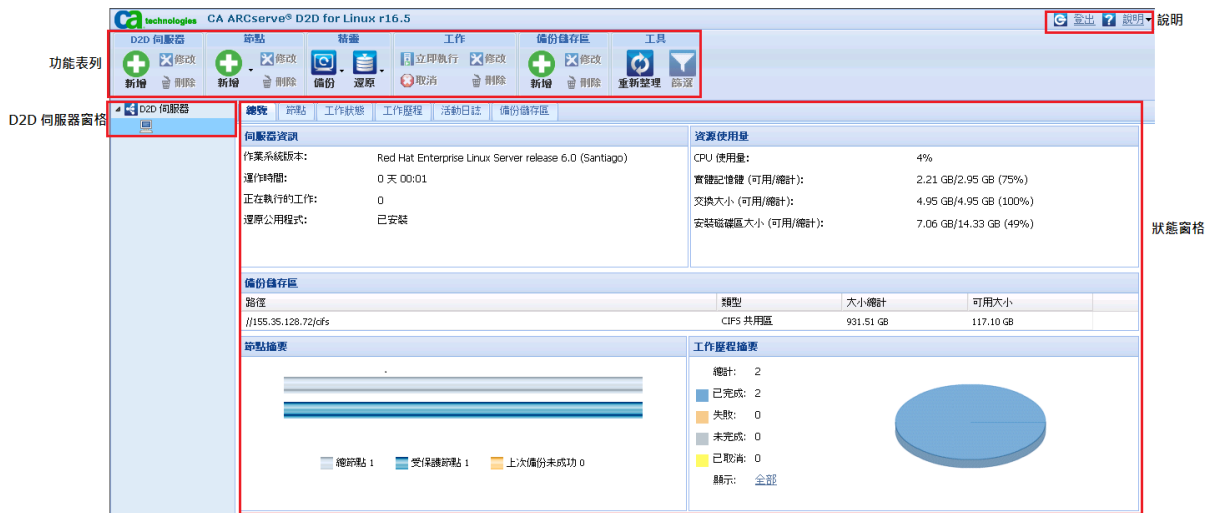 ca technologies CA ARCserve® D2D for Linux r16.5
登出 ? 說明 說明
功能表列
D2D 伺服器 節點 精靈 工作 備份儲存區 工具
新增 修改 刪除 新增 修改 刪除 備份 還原 立即執行 修改 取消 刪除 新增 修改 刪除 重新整理 篩選
D2D 伺服器窗格
D2D 伺服器
總覽 節點 工作狀態 工作歷程 活動日誌 備份儲存區
伺服器資訊
作業系統版本: Red Hat Enterprise Linux Server release 6.0 (Santiago)
運作時間: 0 天 00:01
正在執行的工作: 0
還原公用程式: 已安裝
資源使用量
CPU 使用量: 4%
實體記憶體 (可用/總計): 2.21 GB/2.95 GB (75%)
交換大小 (可用/總計): 4.95 GB/4.95 GB (100%)
安裝磁碟區大小 (可用/總計): 7.06 GB/14.33 GB (49%)
狀態窗格
備份儲存區
路徑 類型 大小總計 可用大小
//155.35.128.72/cifs CIFS 共用區 931.51 GB 117.10 GB
節點摘要
總節點 1 受保護節點 1 上次備份未成功 0
工作歷程摘要
總計: 2
已完成: 2
失敗: 0
未完成: 0
已取消: 0
顯示: 全部